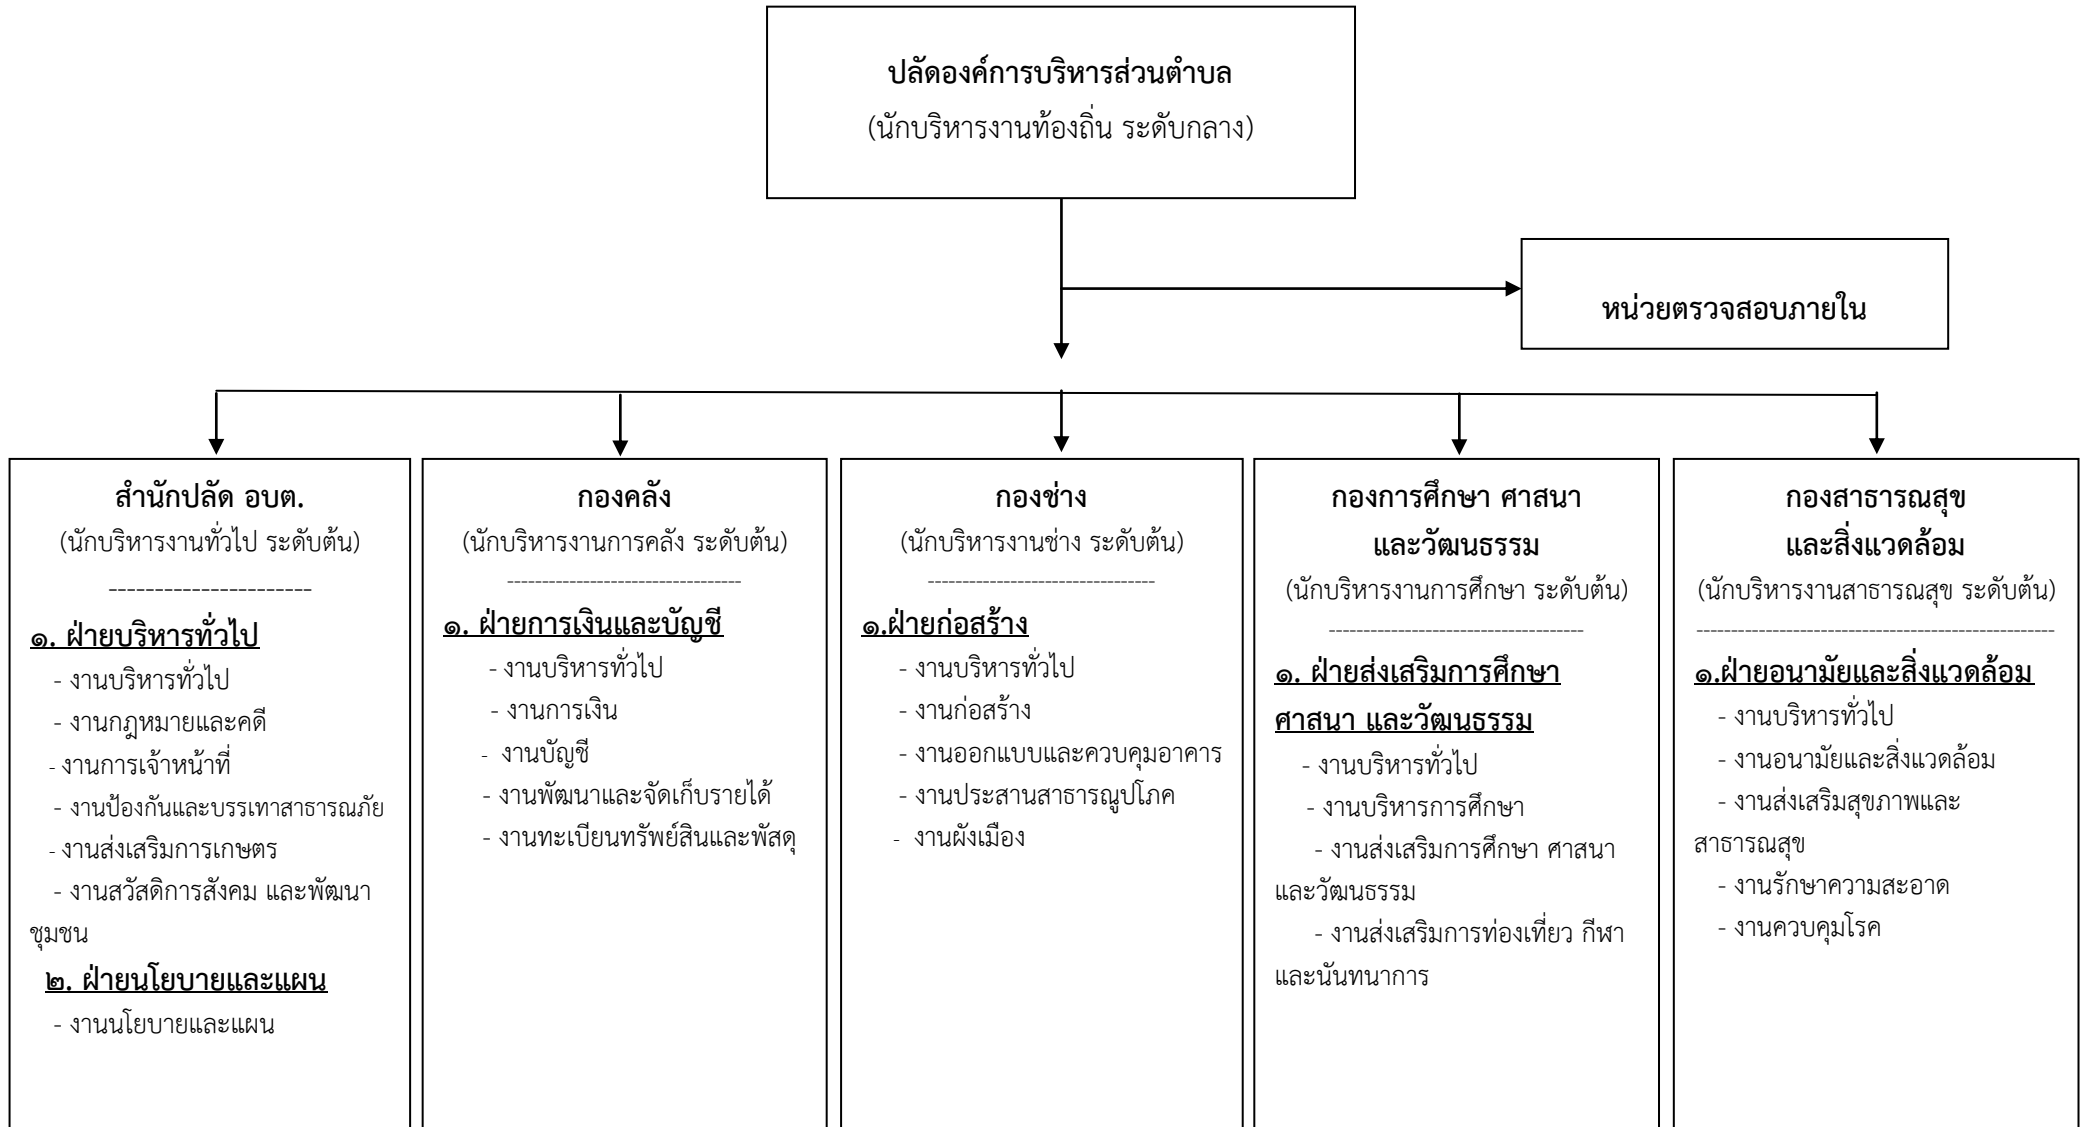 ปลัดองค์การบริหารส่วนตำบล
(นักบริหารงานท้องถิ่น ระดับกลาง)
หน่วยตรวจสอบภายใน
สำนักปลัด อบต.
(นักบริหารงานทั่วไป ระดับต้น)
----------------------
๑. ฝ่ายบริหารทั่วไป
- งานบริหารทั่วไป
- งานกฎหมายและคดี
- งานการเจ้าหน้าที่
- งานป้องกันและบรรเทาสาธารณภัย
- งานส่งเสริมการเกษตร
- งานสวัสดิการสังคม และพัฒนา
ชุมชน
๒. ฝ่ายนโยบายและแผน
- งานนโยบายและแผน
กองคลัง
(นักบริหารงานการคลัง ระดับต้น)
----------------------------------
๑. ฝ่ายการเงินและบัญชี
- งานบริหารทั่วไป
- งานการเงิน
- งานบัญชี
- งานพัฒนาและจัดเก็บรายได้
- งานทะเบียนทรัพย์สินและพัสดุ
กองช่าง
(นักบริหารงานช่าง ระดับต้น)
---------------------------------
๑.ฝ่ายก่อสร้าง
- งานบริหารทั่วไป
- งานก่อสร้าง
- งานออกแบบและควบคุมอาคาร
- งานประสานสาธารณูปโภค
- งานผังเมือง
กองการศึกษา ศาสนา
และวัฒนธรรม
(นักบริหารงานการศึกษา ระดับต้น)
-------------------------------------
๑. ฝ่ายส่งเสริมการศึกษา
ศาสนา และวัฒนธรรม
- งานบริหารทั่วไป
- งานบริหารการศึกษา
- งานส่งเสริมการศึกษา ศาสนา
และวัฒนธรรม
- งานส่งเสริมการท่องเที่ยว กีฬา
และนันทนาการ
กองสาธารณสุข
และสิ่งแวดล้อม
(นักบริหารงานสาธารณสุข ระดับต้น)
----------------------------------------------------
๑.ฝ่ายอนามัยและสิ่งแวดล้อม
- งานบริหารทั่วไป
- งานอนามัยและสิ่งแวดล้อม
- งานส่งเสริมสุขภาพและ
สาธารณสุข
- งานรักษาความสะอาด
- งานควบคุมโรค